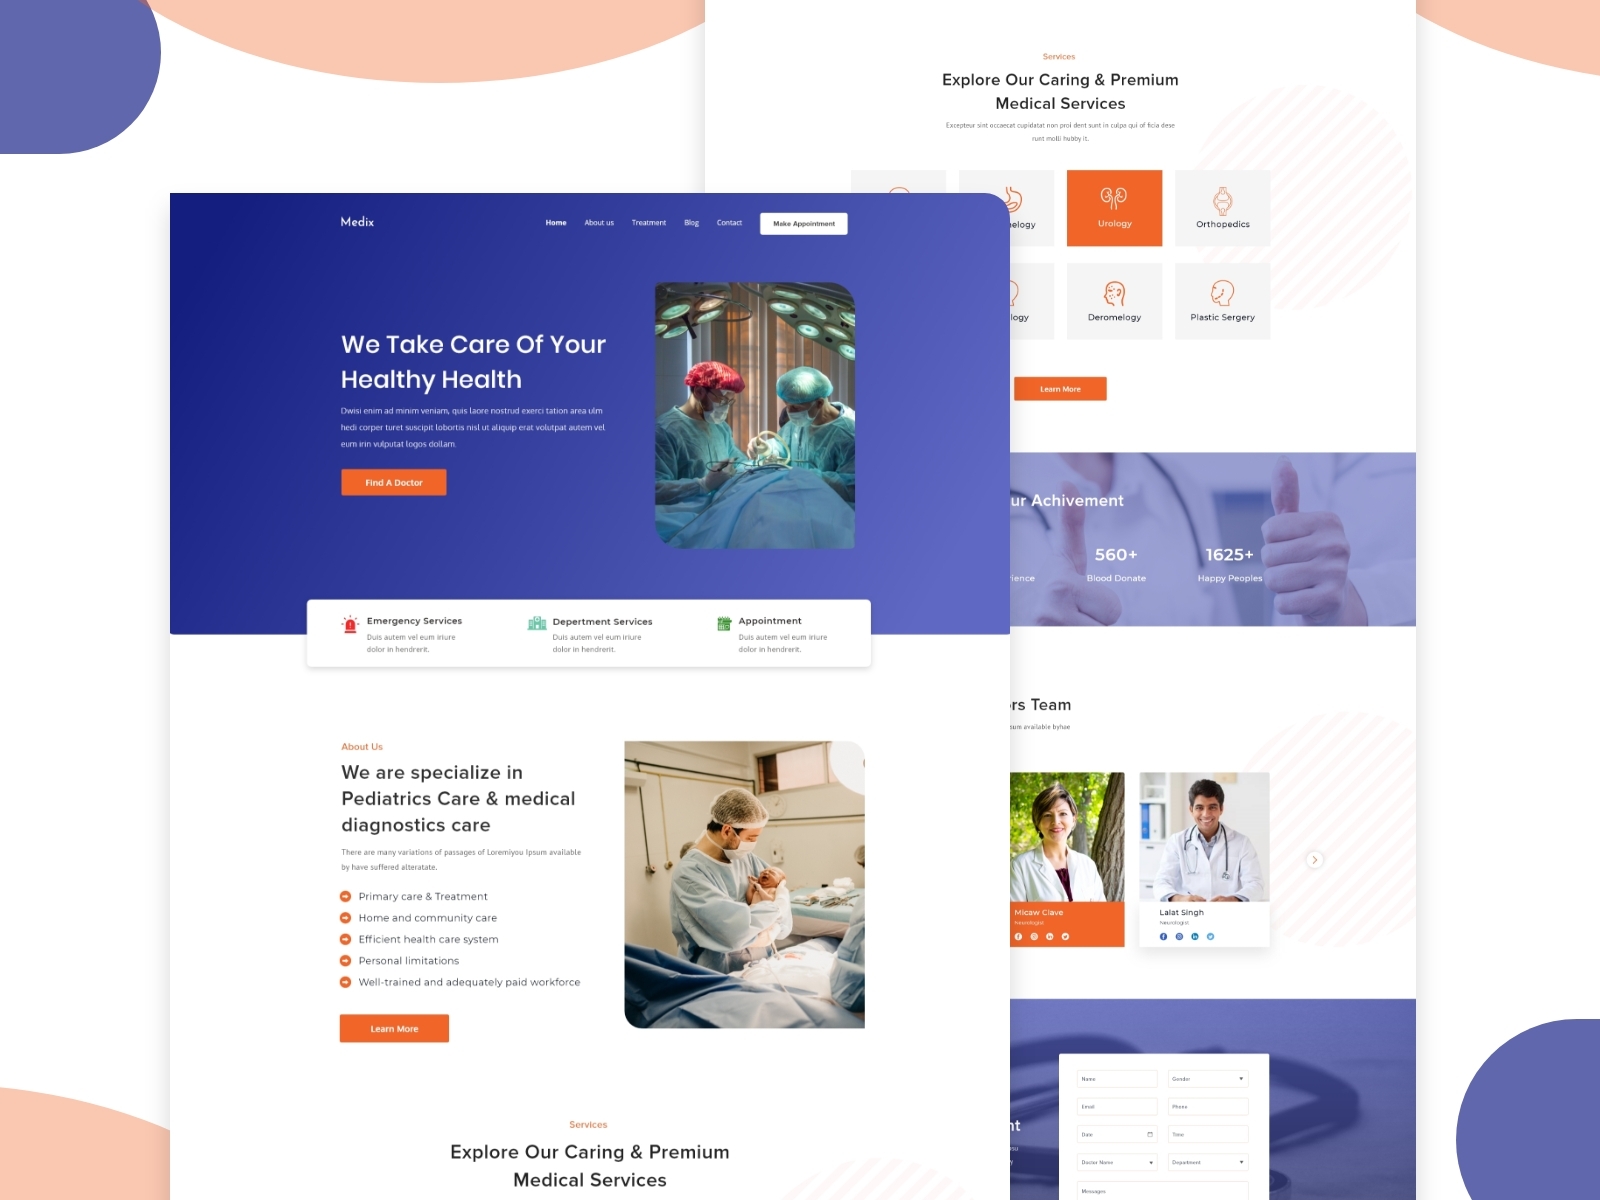 Medix
Home About us Treatment Blog Contact Make Appointment
We Take Care Of Your
Healthy Health
Dwisi enim ad minim veniam, quis laore nostrud exerci tation area ulm
hedi corper turet suscipit lobortis nisl ut aliquip erat volutpat autem vel
eum irin vulputat logos dollam.
Find A Doctor
Emergency Services
Duis autem vel eum iriure
dolor in hendrerit.
Depertment Services
Duis autem vel eum iriure
dolor in hendrerit.
Appointment
Duis autem vel eum iriure
dolor in hendrerit.
About Us
We are specialize in
Pediatrics Care & medical
diagnostics care
There are many variations of passages of Loremiyou Ipsum available
by have suffered alteratate.
Primary care & Treatment
Home and community care
Efficient health care system
Personal limitations
Well-trained and adequately paid workforce
Learn More
Services
Explore Our Caring & Premium
Medical Services
Services
Explore Our Caring & Premium
Medical Services
Excepteur sint occaecat cupidatat non proi dent sunt in culpa qui of ficia dese
runt molli hubby it.
elogy
Urology
Orthopedics
logy
Deromelogy
Plastic Sergery
Learn More
ur Achivement
560+
1625+
rience
Blood Donate
Happy Peoples
rs Team
sum available byhae
Micaw Clave
Neurologist
Lalat Singh
Neurologist
nt
Name
Gender
Email
Phone
Date
Time
Doctor Name
Department
Messages